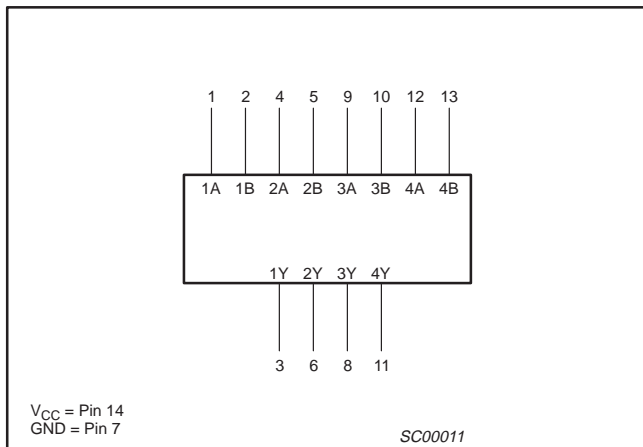 1 2 4 5 9 10 12 13
1A 1B 2A 2B 3A 3B 4A 4B
1Y 2Y 3Y 4Y
3 6 8 11
VCC = Pin 14
GND = Pin 7
SC00011